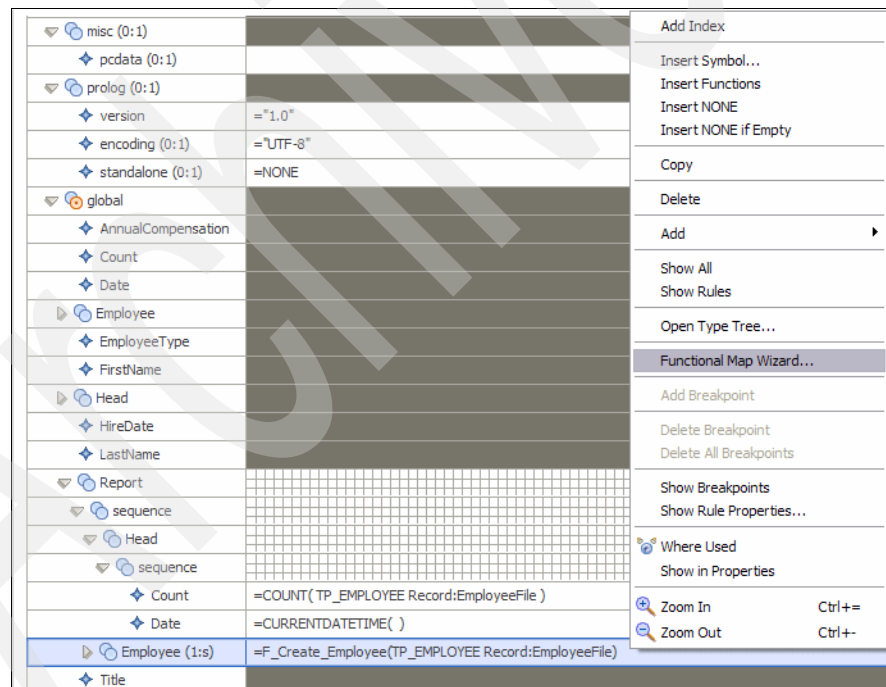 misc (0:1)
pcdata (0:1)
prolog (0:1)
version ="1.0"
encoding (0:1) ="UTF-8"
standalone (0:1) =NONE
global
AnnualCompensation
Count
Date
Employee
EmployeeType
FirstName
Head
HireDate
LastName
Report
sequence
Head
sequence
Count =COUNT( TP_EMPLOYEE Record:EmployeeFile )
Date =CURRENTDATETIME( )
Employee (1:s) =F_Create_Employee(TP_EMPLOYEE Record:EmployeeFile)
Title
Add Index
Insert Symbol...
Insert Functions
Insert NONE
Insert NONE if Empty
Copy
Delete
Add
Show All
Show Rules
Open Type Tree...
Functional Map Wizard...
Add Breakpoint
Delete Breakpoint
Delete All Breakpoints
Show Breakpoints
Show Rule Properties...
Where Used
Show in Properties
Zoom In Ctrl+=
Zoom Out Ctrl+-